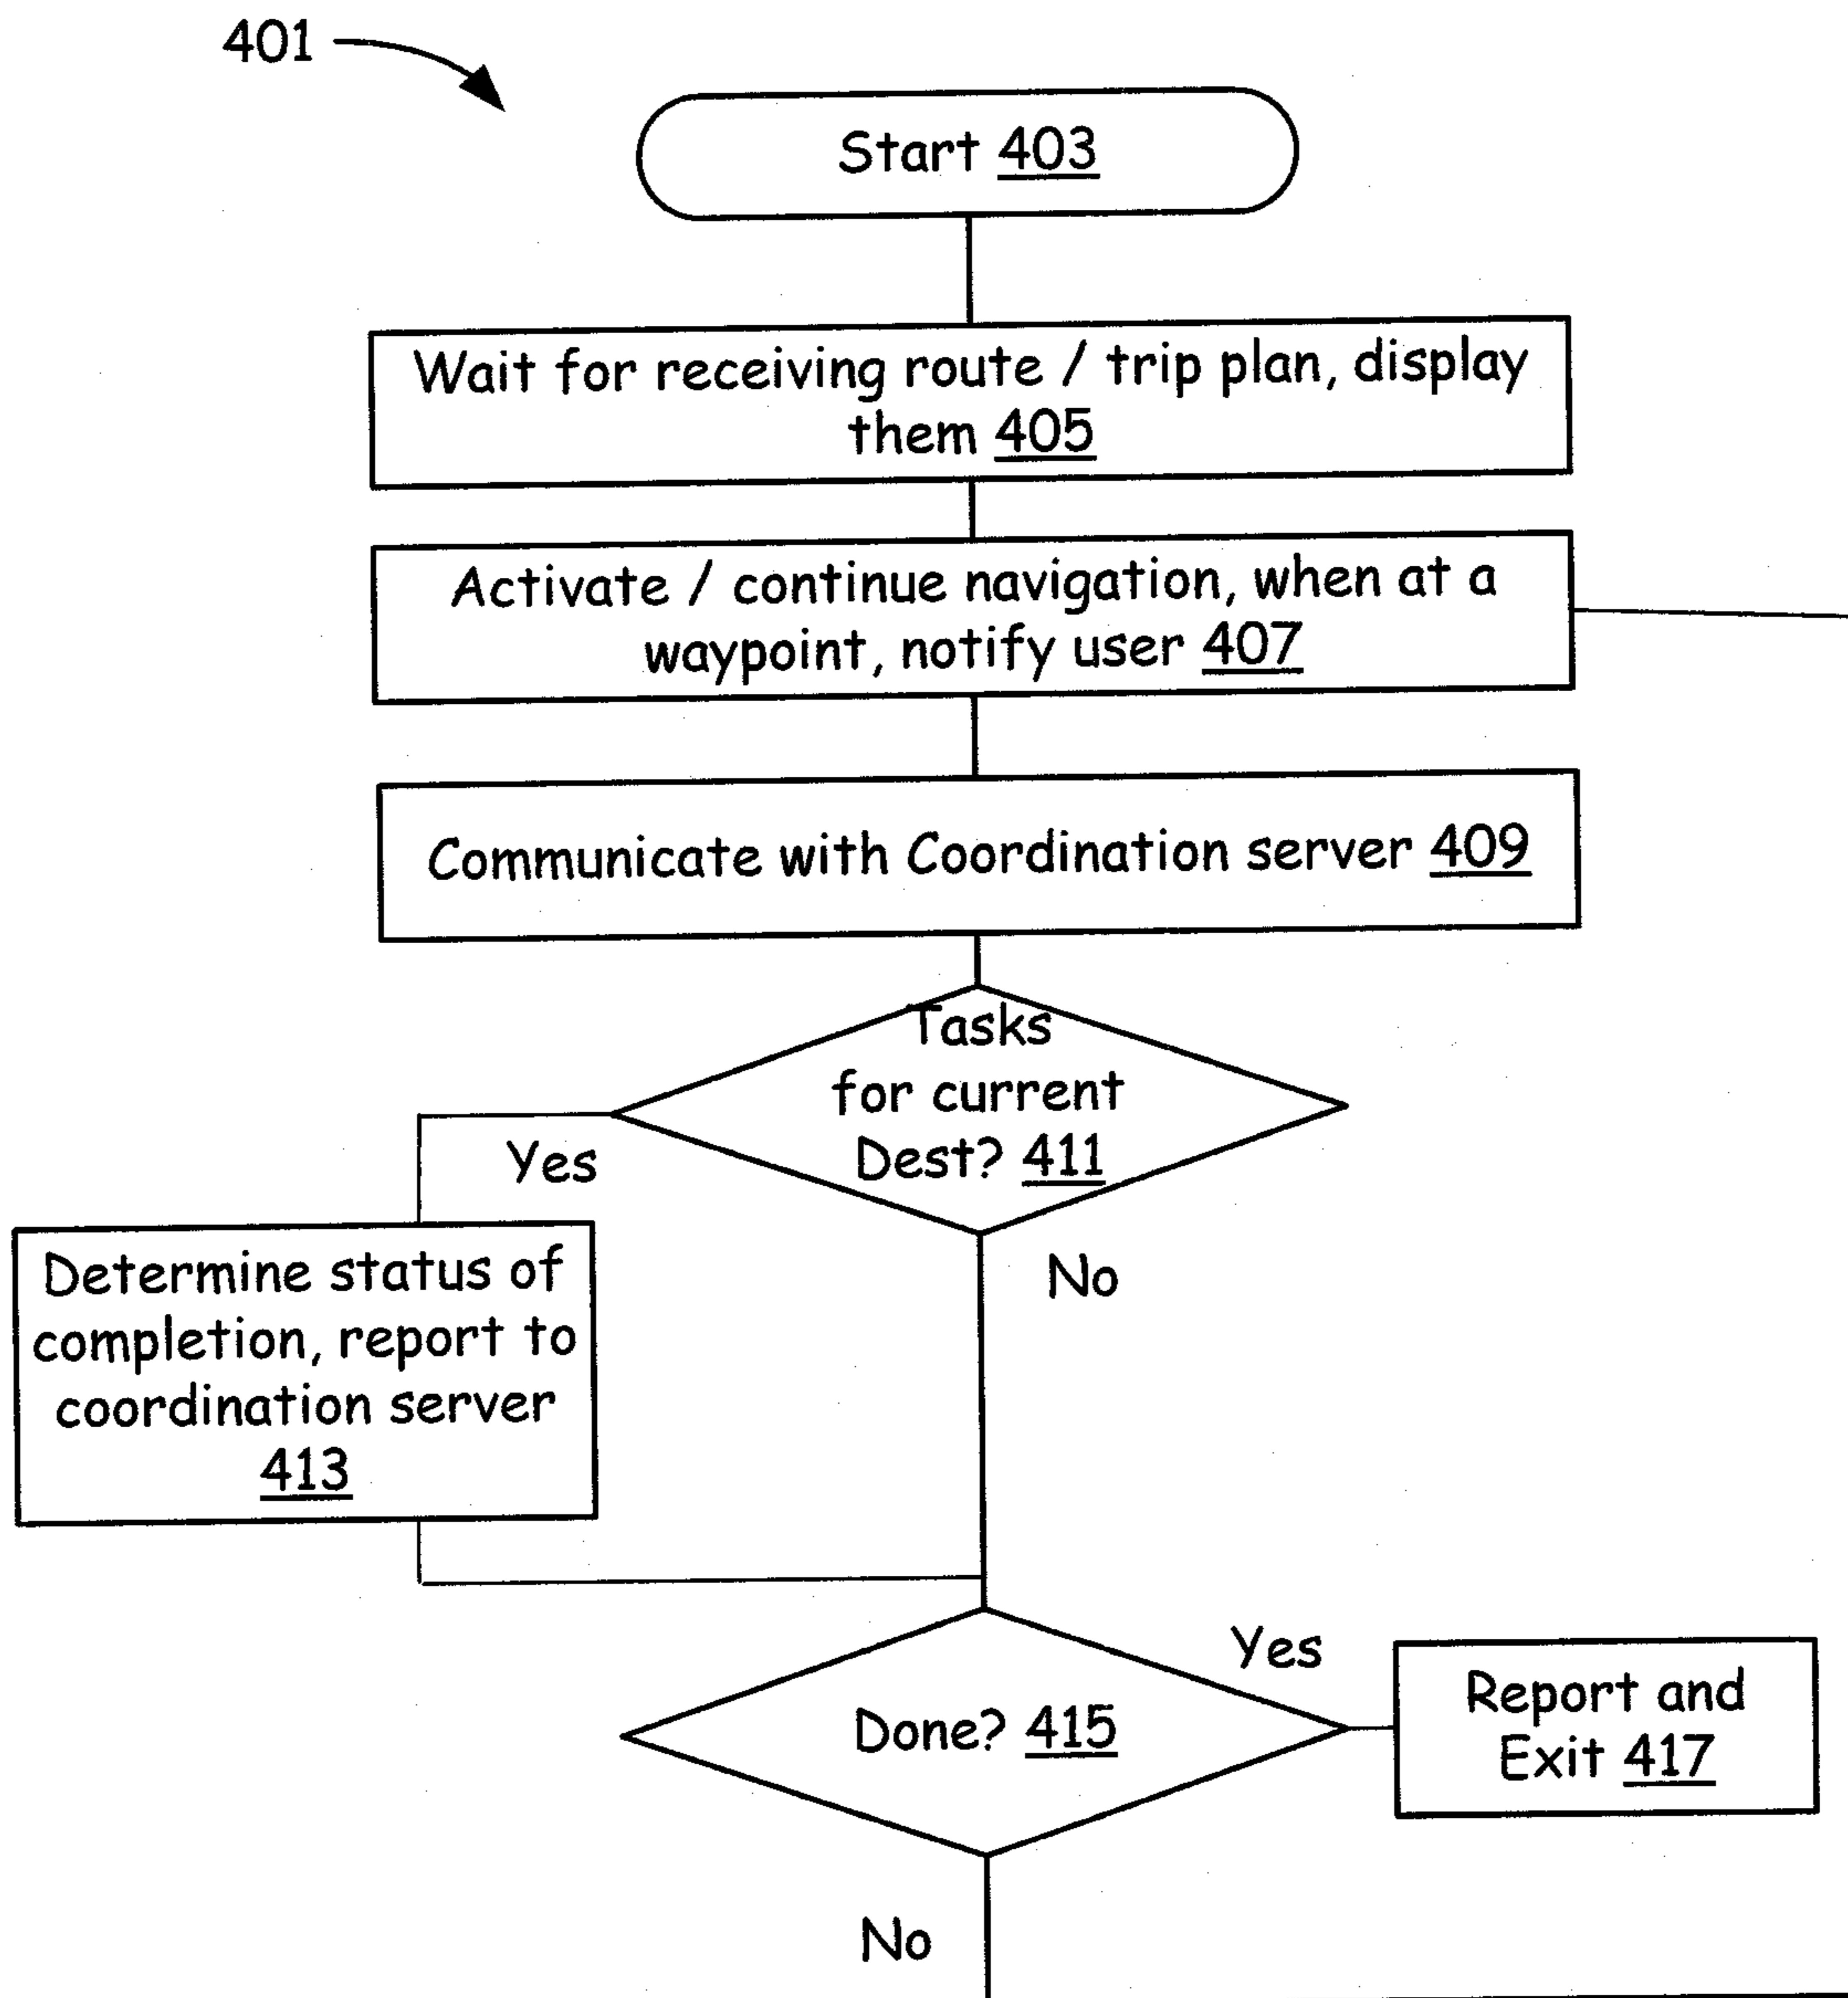 401
Start 403
Wait for receiving route / trip plan, display
them 405
Activate / continue navigation, when at a
waypoint, notify user 407
Communicate with Coordination server 409
Tasks
for current
Dest? 411
Yes
No
Determine status of
completion, report to
coordination server
413
Yes
Done? 415
Report and
Exit 417
No